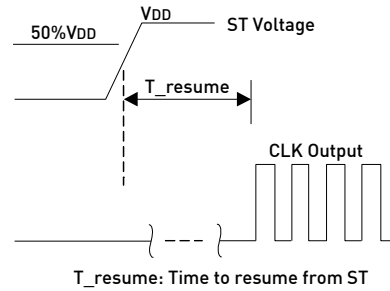 VDD
50%VDD
ST Voltage
T_resume
CLK Output
T_resume: Time to resume from ST